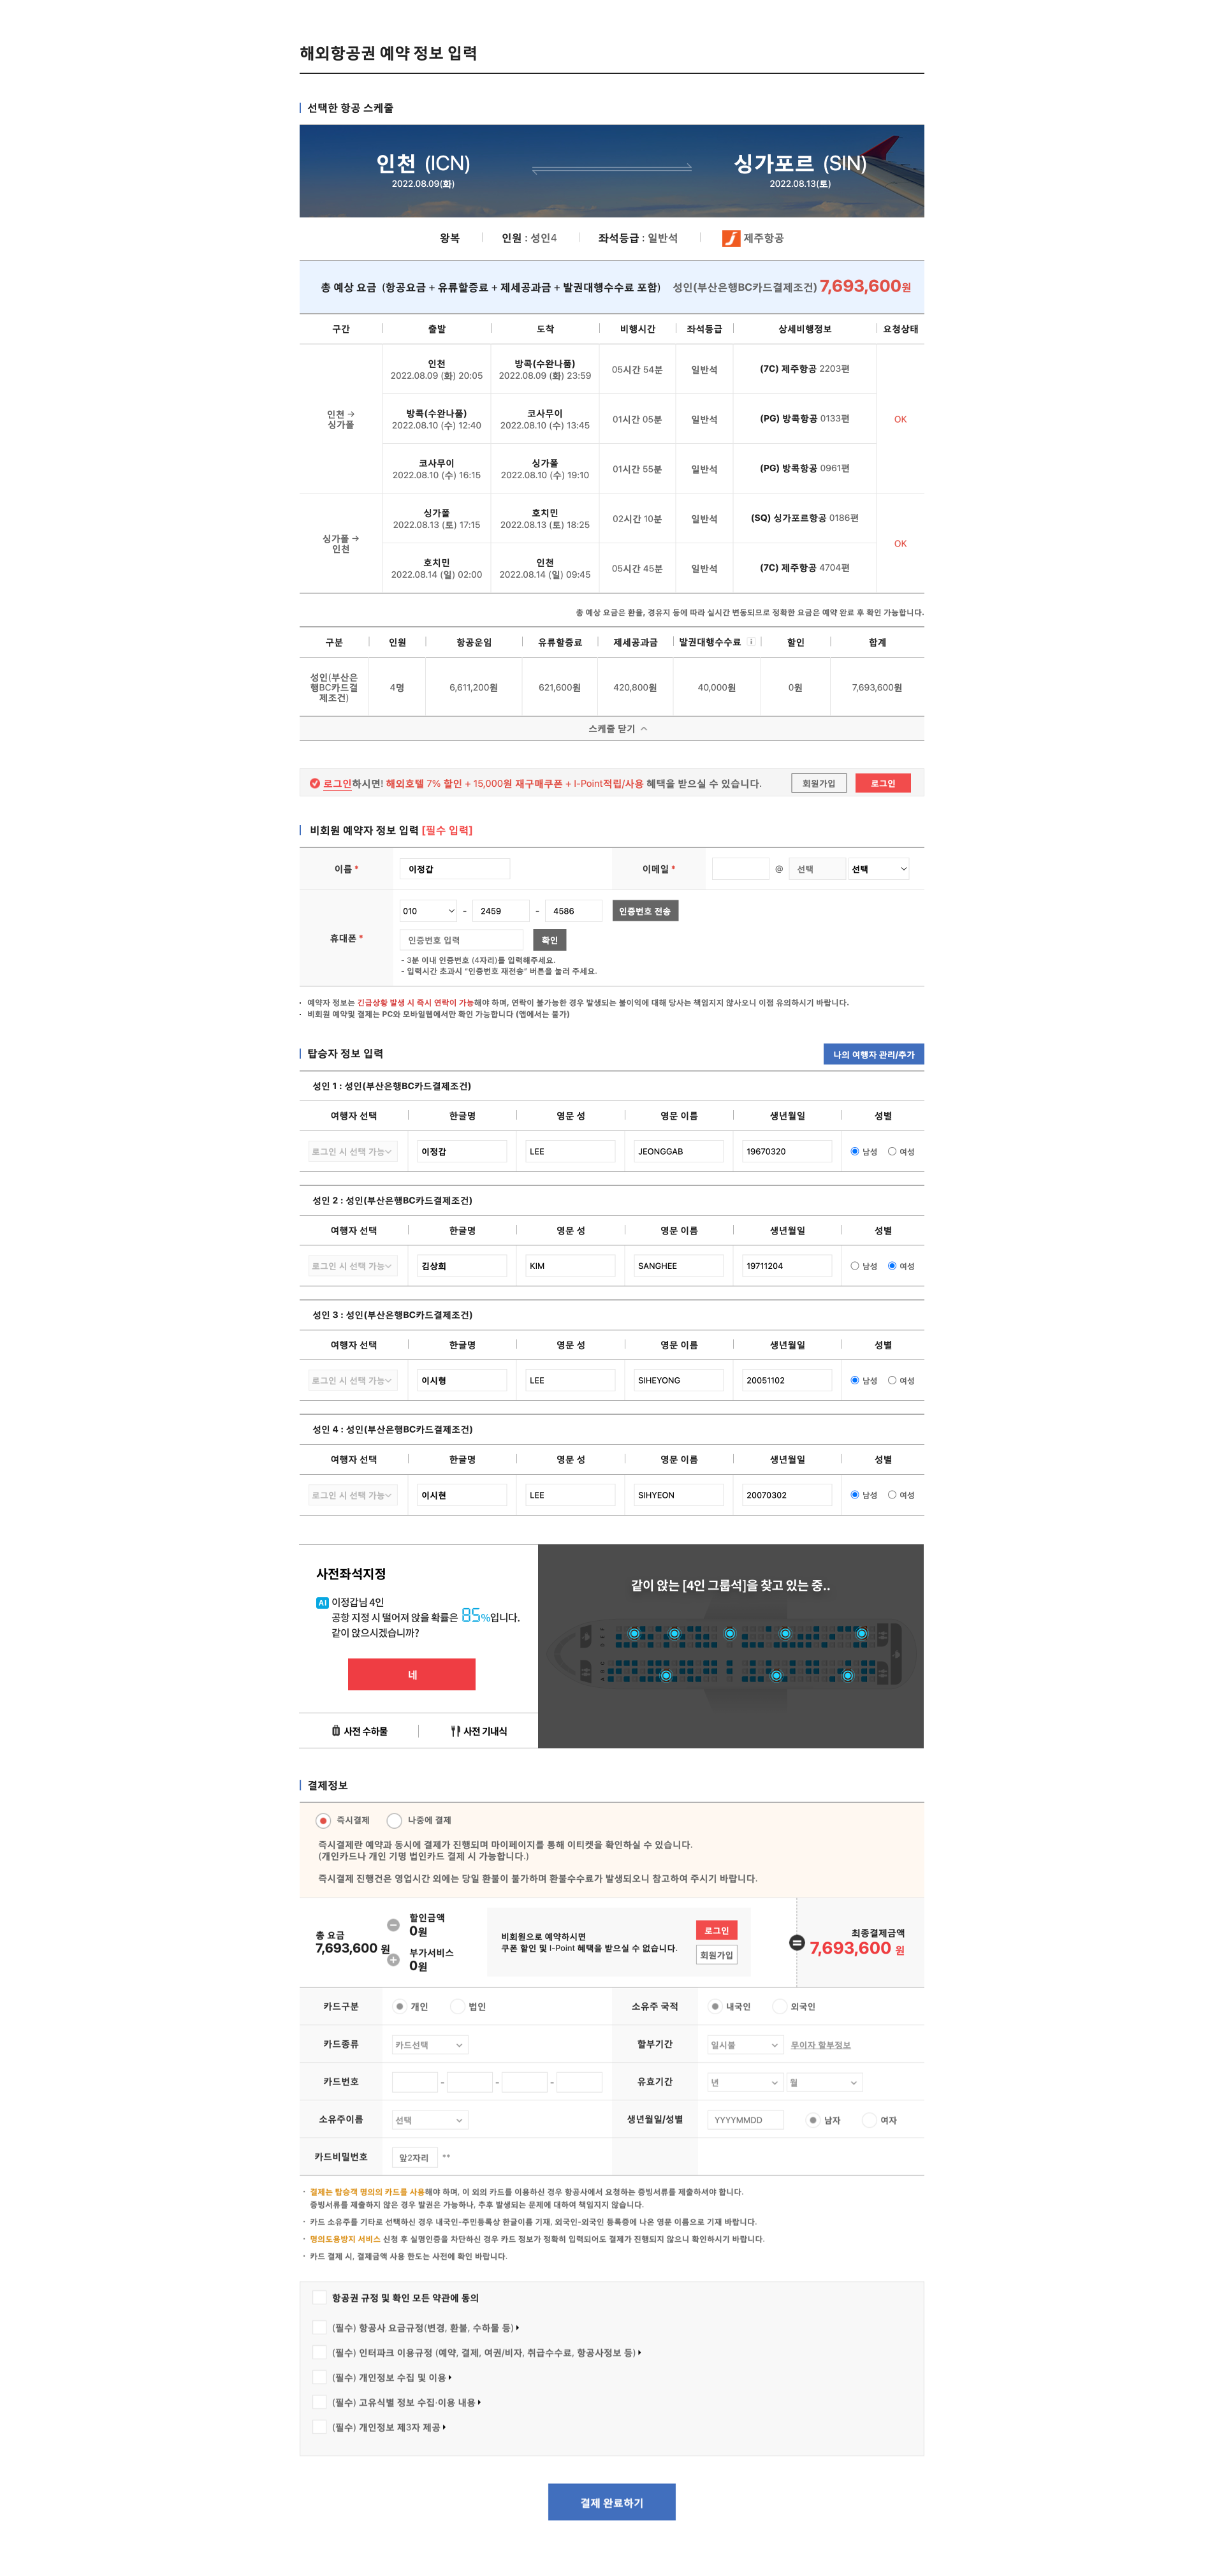 해외항공권 예약 정보 입력
선택한 항공 스케줄
인천 (ICN) 싱가포르 (SIN)
2022.08.09(화) 2022.08.13(토)
왕복 인원 : 성인4 좌석등급 : 일반석 제주항공
총 예상 요금 (항공요금 + 유류할증료 + 제세공과금 + 발권대행수수료 포함) 성인(부산은행BC카드결제조건) 7,693,600원
구간 출발 도착 비행시간 좌석등급 상세비행정보 요청상태
인천 → 싱가폴
인천 방콕(수완나품)
2022.08.09 (화) 20:05 2022.08.09 (화) 23:59 05시간 54분 일반석 (7C) 제주항공 2203편
방콕(수완나품) 코사무이
2022.08.10 (수) 12:40 2022.08.10 (수) 13:45 01시간 05분 일반석 (PG) 방콕항공 0133편 OK
코사무이 싱가폴
2022.08.10 (수) 16:15 2022.08.10 (수) 19:10 01시간 55분 일반석 (PG) 방콕항공 0961편
싱가폴 → 인천
싱가폴 호치민
2022.08.13 (토) 17:15 2022.08.13 (토) 18:25 02시간 10분 일반석 (SQ) 싱가포르항공 0186편 OK
호치민 인천
2022.08.14 (일) 02:00 2022.08.14 (일) 09:45 05시간 45분 일반석 (7C) 제주항공 4704편
총 예상 요금은 환율, 경유지 등에 따라 실시간 변동되므로 정확한 요금은 예약 완료 후 확인 가능합니다.
구분 인원 항공운임 유류할증료 제세공과금 발권대행수수료 i 할인 합계
성인(부산은
행BC카드결
제조건)
4명 6,611,200원 621,600원 420,800원 40,000원 0원 7,693,600원
스케줄 닫기
로그인하시면! 해외호텔 7% 할인 + 15,000원 재구매쿠폰 + I-Point적립/사용 혜택을 받으실 수 있습니다. 회원가입 로그인
비회원 예약자 정보 입력 [필수 입력]
이름 * 이정갑 이메일 * @ 선택 선택
휴대폰 * 010 - 2459 - 4586 인증번호 전송
인증번호 입력 확인
- 3분 이내 인증번호 (4자리)를 입력해주세요.
- 입력시간 초과시 "인증번호 재전송" 버튼을 눌러 주세요.
· 예약자 정보는 긴급상황 발생 시 즉시 연락이 가능해야 하며, 연락이 불가능한 경우 발생되는 불이익에 대해 당사는 책임지지 않사오니 이점 유의하시기 바랍니다.
· 비회원 예약및 결제는 PC와 모바일웹에서만 확인 가능합니다 (앱에서는 불가)
탑승자 정보 입력 나의 여행자 관리/추가
성인 1 : 성인(부산은행BC카드결제조건)
여행자 선택 한글명 영문 성 영문 이름 생년월일 성별
로그인 시 선택 가능 이정갑 LEE JEONGGAB 19670320 남성 여성
성인 2 : 성인(부산은행BC카드결제조건)
여행자 선택 한글명 영문 성 영문 이름 생년월일 성별
로그인 시 선택 가능 김상희 KIM SANGHEE 19711204 남성 여성
성인 3 : 성인(부산은행BC카드결제조건)
여행자 선택 한글명 영문 성 영문 이름 생년월일 성별
로그인 시 선택 가능 이시형 LEE SIHEYONG 20051102 남성 여성
성인 4 : 성인(부산은행BC카드결제조건)
여행자 선택 한글명 영문 성 영문 이름 생년월일 성별
로그인 시 선택 가능 이시현 LEE SIHYEON 20070302 남성 여성
사전좌석지정
AI 이정갑님 4인
공항 지정 시 떨어져 앉을 확률은 85%입니다.
같이 앉으시겠습니까?
네
사전 수하물 사전 기내식
같이 앉는 [4인 그룹석]을 찾고 있는 중..
결제정보
즉시결제 나중에 결제
즉시결제란 예약과 동시에 결제가 진행되며 마이페이지를 통해 이티켓을 확인하실 수 있습니다.
(개인카드나 개인 기명 법인카드 결제 시 가능합니다.)
즉시결제 진행건은 영업시간 외에는 당일 환불이 불가하며 환불수수료가 발생되오니 참고하여 주시기 바랍니다.
총 요금
7,693,600 원
할인금액
0원
부가서비스
0원
비회원으로 예약하시면
쿠폰 할인 및 I-Point 혜택을 받으실 수 없습니다.
로그인
회원가입
최종결제금액
7,693,600 원
카드구분 개인 법인 소유주 국적 내국인 외국인
카드종류 카드선택 할부기간 일시불 무이자 할부정보
카드번호 - - - 유효기간 년 월
소유주이름 선택 생년월일/성별 YYYYMMDD 남자 여자
카드비밀번호 앞2자리 **
· 결제는 탑승객 명의의 카드를 사용해야 하며, 이 외의 카드를 이용하신 경우 항공사에서 요청하는 증빙서류를 제출하셔야 합니다.
증빙서류를 제출하지 않은 경우 발권은 가능하나, 추후 발생되는 문제에 대하여 책임지지 않습니다.
· 카드 소유주를 기타로 선택하신 경우 내국인-주민등록상 한글이름 기재, 외국인-외국인 등록증에 나온 영문 이름으로 기재 바랍니다.
· 명의도용방지 서비스 신청 후 실명인증을 차단하신 경우 카드 정보가 정확히 입력되어도 결제가 진행되지 않으니 확인하시기 바랍니다.
· 카드 결제 시, 결제금액 사용 한도는 사전에 확인 바랍니다.
항공권 규정 및 확인 모든 약관에 동의
(필수) 항공사 요금규정(변경, 환불, 수하물 등)
(필수) 인터파크 이용규정 (예약, 결제, 여권/비자, 취급수수료, 항공사정보 등)
(필수) 개인정보 수집 및 이용
(필수) 고유식별 정보 수집·이용 내용
(필수) 개인정보 제3자 제공
결제 완료하기